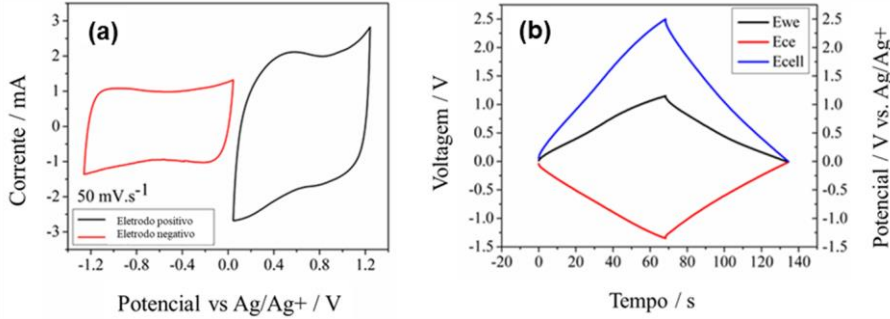 (a)
Corrente / mA
3
2
1
0
-1
-2
-3
50 mV.s⁻¹
Eletrodo positivo
Eletrodo negativo
-1.2 -0.8 -0.4 0.0 0.4 0.8 1.2
Potencial vs Ag/Ag+ / V
(b)
Voltagem / V
2.5
2.0
1.5
1.0
0.5
0.0
-0.5
-1.0
-1.5
Ewe
Ece
Ecell
2.5
2.0
1.5
1.0
0.5
0.0
-0.5
-1.0
-1.5
Potencial / V vs. Ag/Ag+
0 20 40 60 80 100 120 140
Tempo / s